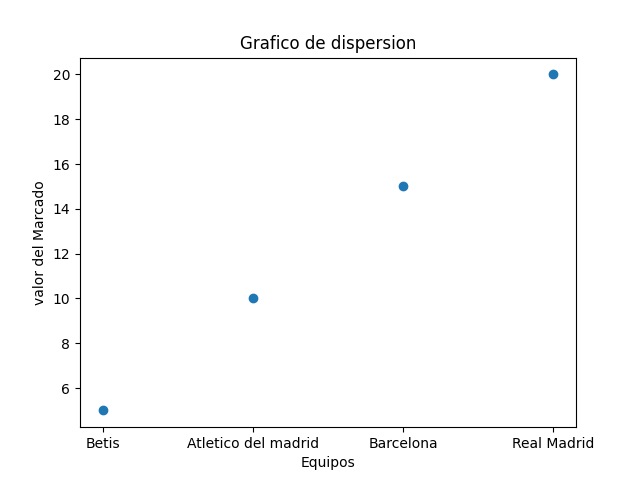 Grafico de dispersion
valor del Marcado
20
18
16
14
12
10
8
6
Betis
Atletico del madrid
Barcelona
Real Madrid
Equipos